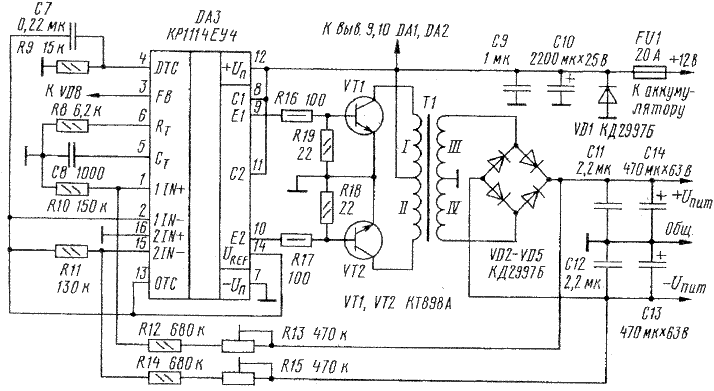 C7
0,22 мк
R9 15 к
DA3
КР1114ЕУ4
К выв. 9,10 DA1, DA2
4
DTC
+Uп
12
К VD8
3
FB
R8 6,2 к
6
RT
C1
8
E1
9
R16 100
VT1
5
CT
C8 1000
R19
22
1
1IN+
R10 150 к
C2
11
R18
22
2
1IN-
16
2IN+
15
2IN-
E2
10
UREF
14
R17
100
VT2
R11
130 к
13
OTC
-Uп
7
VT1, VT2 КТ898А
R12 680 к
R13 470 к
R14 680 к
R15 470 к
T1
I
II
III
IV
C9
1 мк
C10
2200 мк×25 В
+
FU1
20 А
+12В
К аккуму-
лятору
VD1 КД2997Б
C11
2,2 мк
C14
470 мк×63 В
+
+Uпит
VD2-VD5
КД2997Б
Общ.
C12
2,2 мк
+
-Uпит
C13
470 мк×63 В